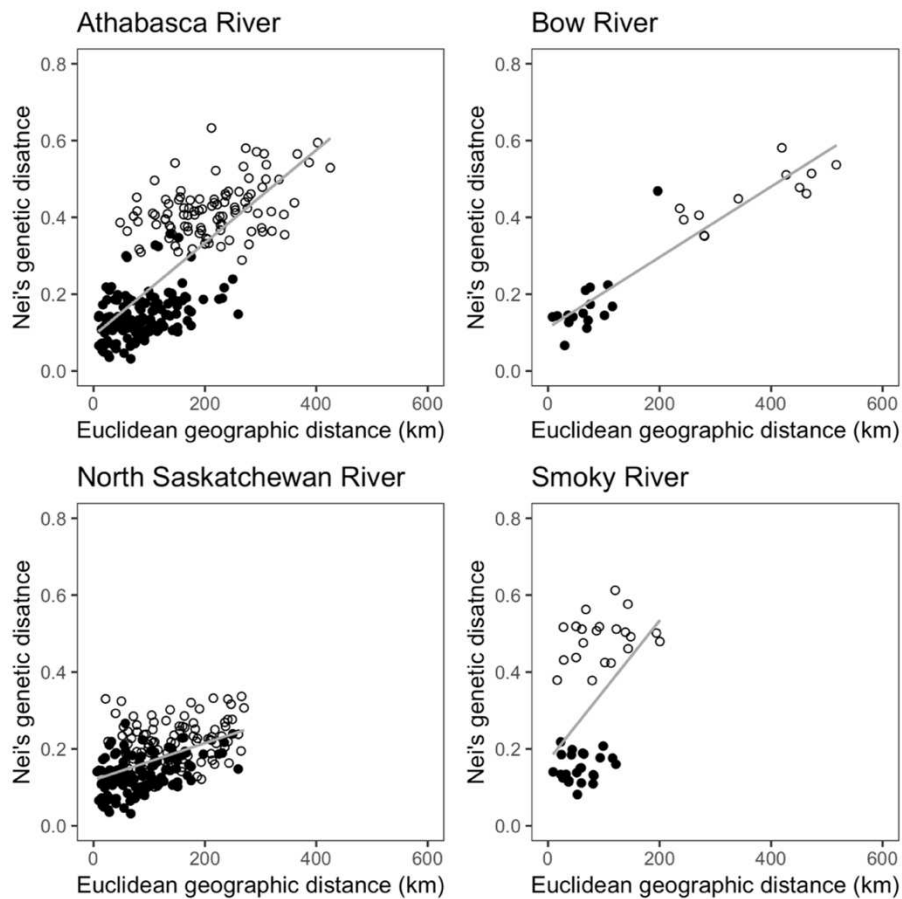 Athabasca River
0.8
0.6
0.4
0.2
0.0
Nei's genetic disatnce
0 200 400 600
Euclidean geographic distance (km)
Bow River
0.8
0.6
0.4
0.2
0.0
Nei's genetic disatnce
0 200 400 600
Euclidean geographic distance (km)
North Saskatchewan River
0.8
0.6
0.4
0.2
0.0
Nei's genetic disatnce
0 200 400 600
Euclidean geographic distance (km)
Smoky River
0.8
0.6
0.4
0.2
0.0
Nei's genetic disatnce
0 200 400 600
Euclidean geographic distance (km)